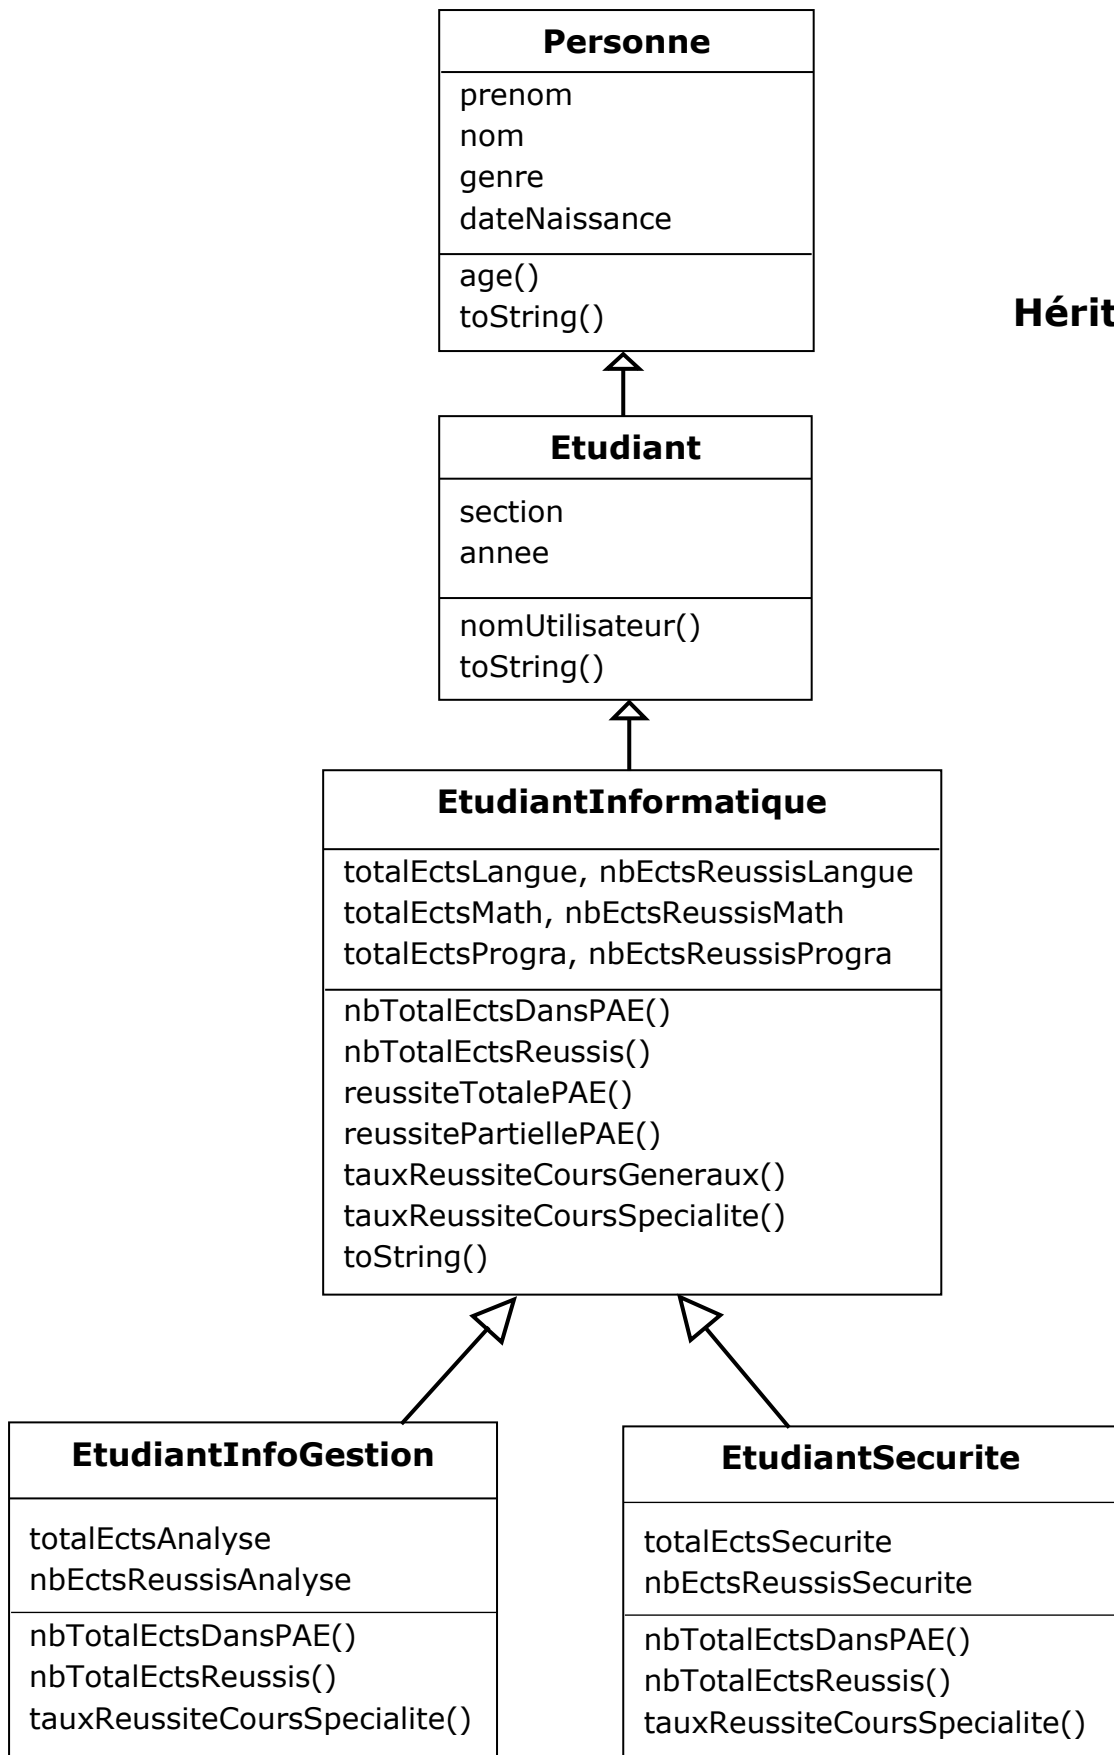 Personne
prenom
nom
genre
dateNaissance
age()
toString()
Hérit
Etudiant
section
annee
nomUtilisateur()
toString()
EtudiantInformatique
totalEctsLangue, nbEctsReussisLangue
totalEctsMath, nbEctsReussisMath
totalEctsProgra, nbEctsReussisProgra
nbTotalEctsDansPAE()
nbTotalEctsReussis()
reussiteTotalePAE()
reussitePartiellePAE()
tauxReussiteCoursGeneraux()
tauxReussiteCoursSpecialite()
toString()
EtudiantInfoGestion
totalEctsAnalyse
nbEctsReussisAnalyse
nbTotalEctsDansPAE()
nbTotalEctsReussis()
tauxReussiteCoursSpecialite()
EtudiantSecurite
totalEctsSecurite
nbEctsReussisSecurite
nbTotalEctsDansPAE()
nbTotalEctsReussis()
tauxReussiteCoursSpecialite()